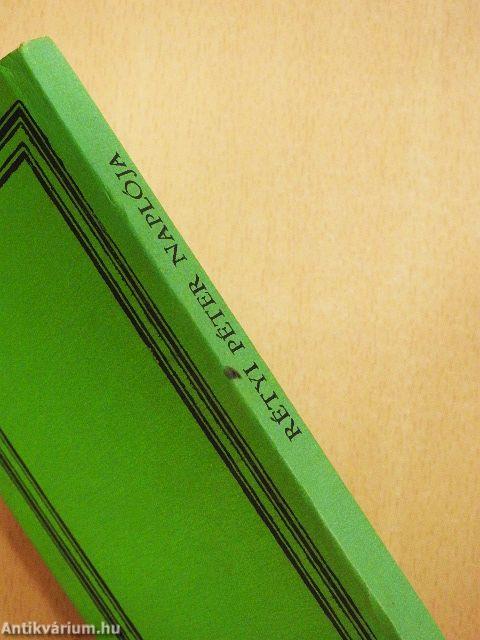 RÉTYI PÉTER NAPLÓJA
Antikvárium.hu